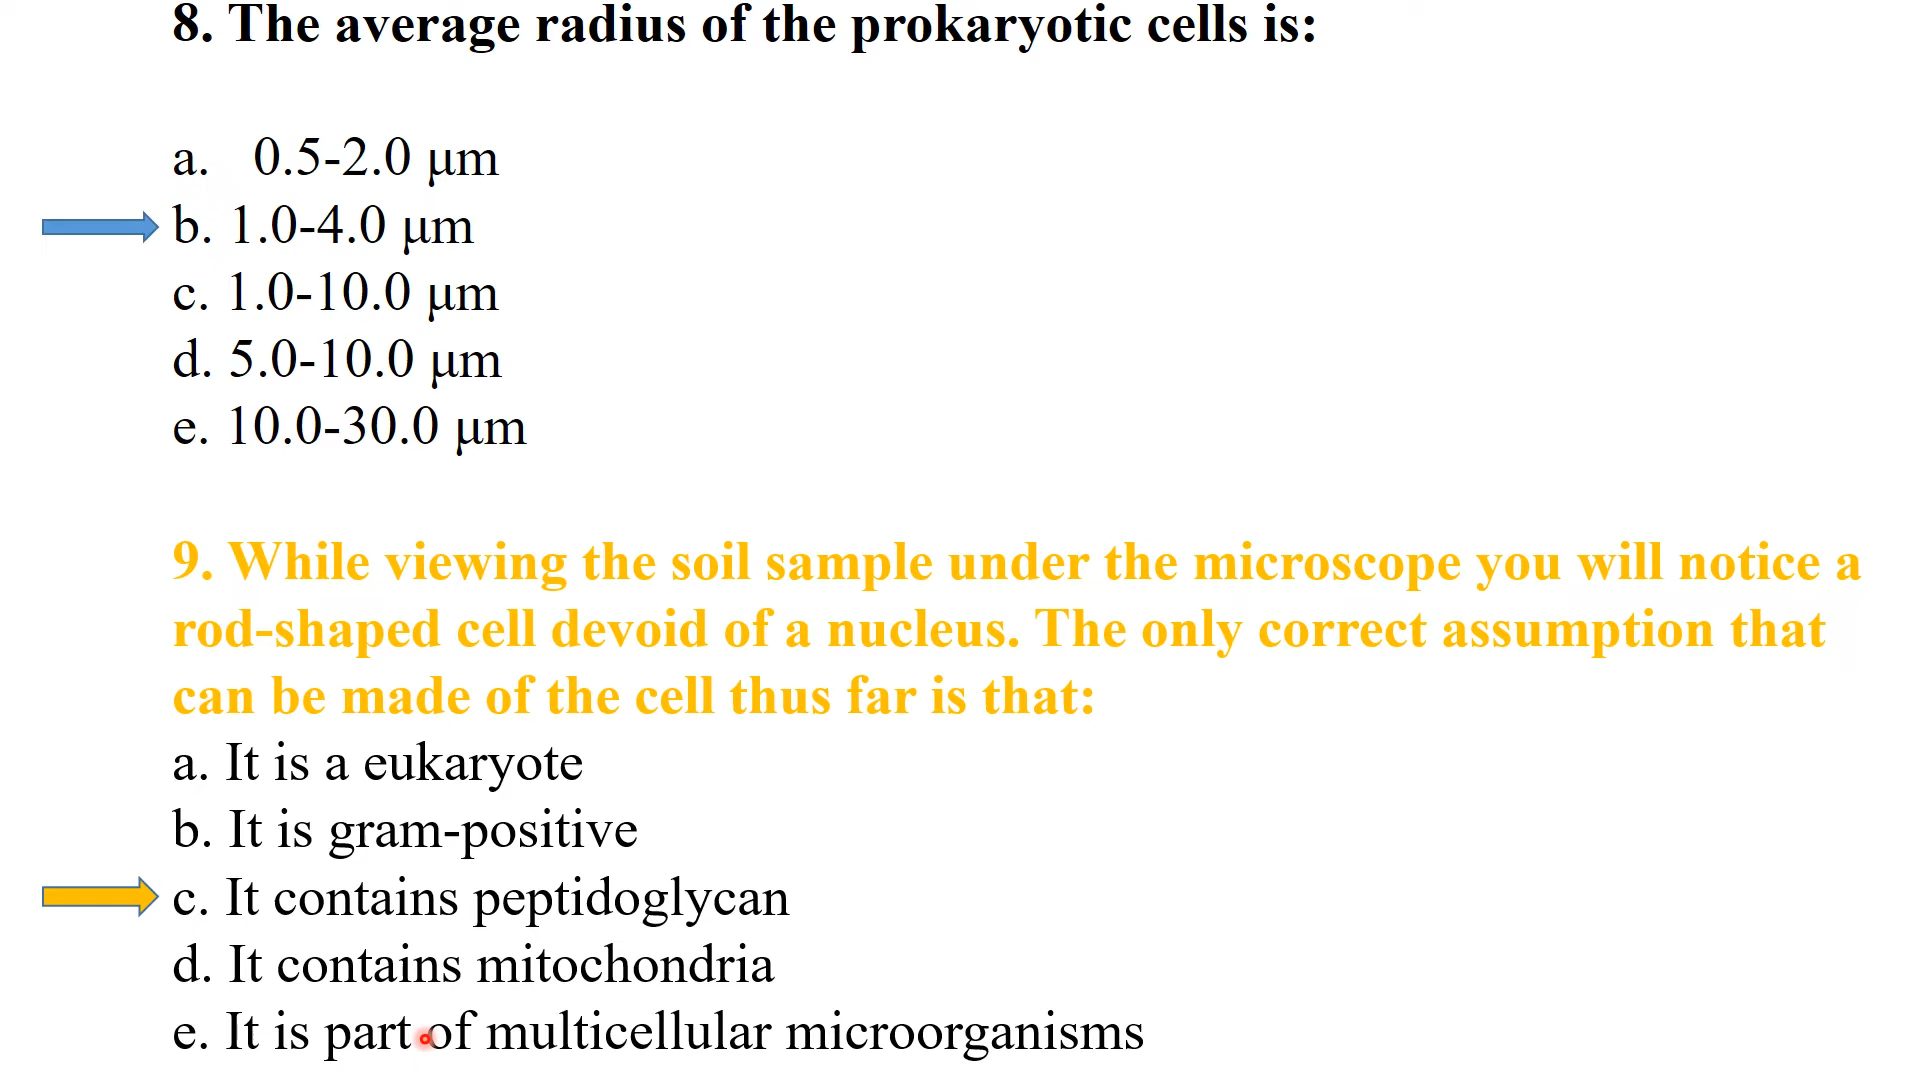 8. The average radius of the prokaryotic cells is:
a. 0.5-2.0 μm
b. 1.0-4.0 μm
c. 1.0-10.0 μm
d. 5.0-10.0 μm
e. 10.0-30.0 μm
9. While viewing the soil sample under the microscope you will notice a
rod-shaped cell devoid of a nucleus. The only correct assumption that
can be made of the cell thus far is that:
a. It is a eukaryote
b. It is gram-positive
c. It contains peptidoglycan
d. It contains mitochondria
e. It is part of multicellular microorganisms